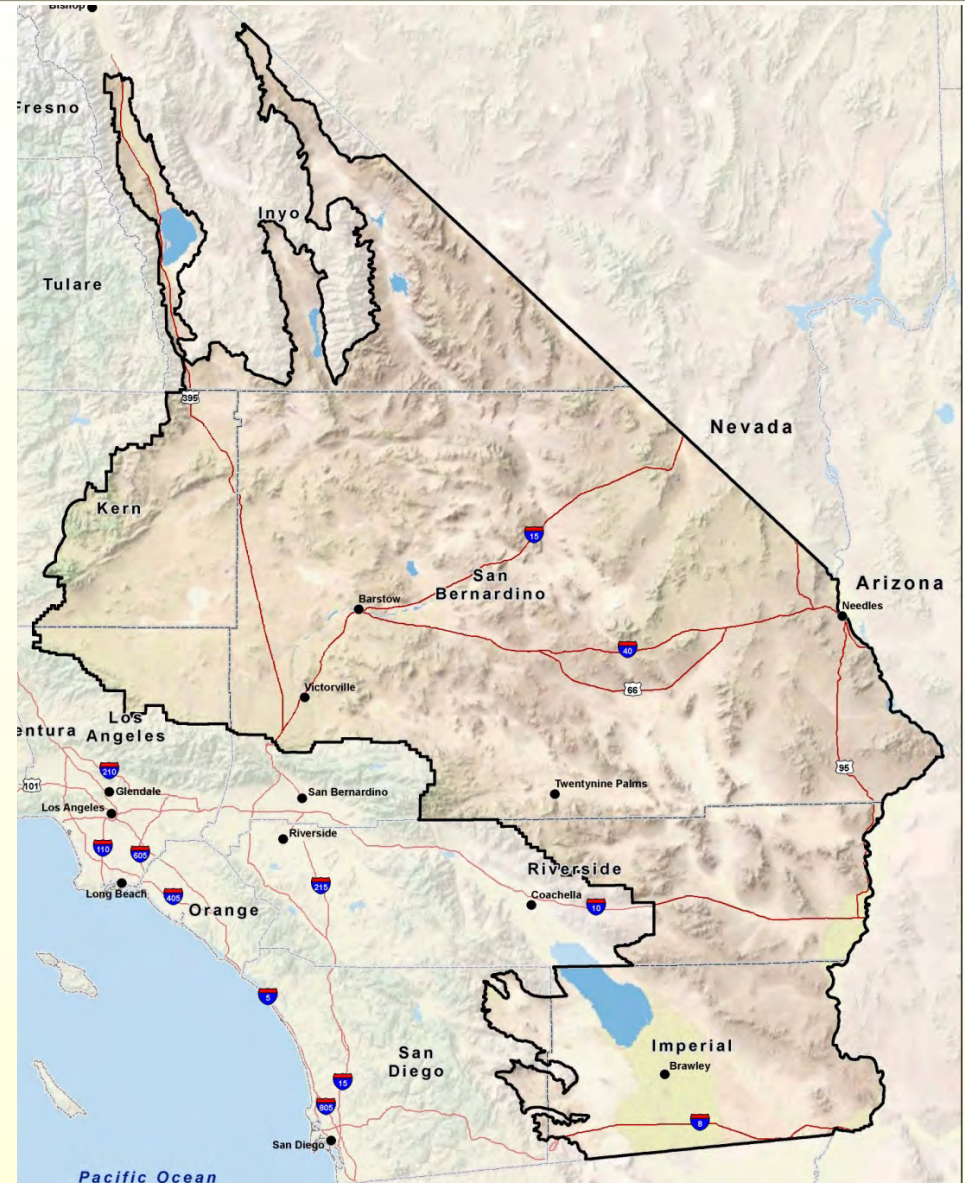 Bishop
Fresno
Inyo
Tulare
395
Nevada
Kern
15
San
Bernardino
Arizona
Barstow
Needles
40
66
Victorville
Los
Angeles
entura
95
210
101
Glendale
San Bernardino
Twentynine Palms
Los Angeles
Riverside
110
605
Riverside
Long Beach
405
215
Coachella
10
Orange
5
Imperial
San
Diego
Brawley
15
805
8
San Diego
Pacific Ocean